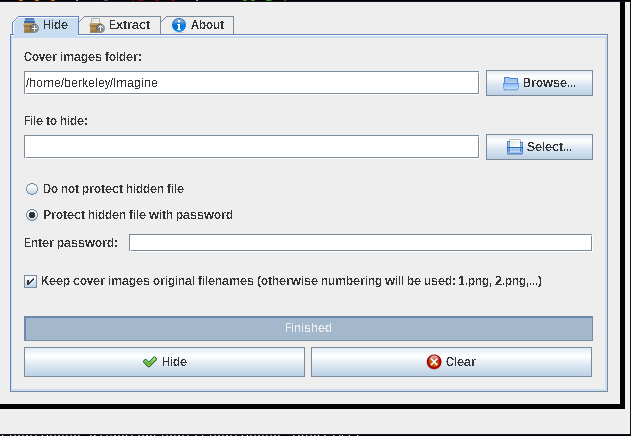 Hide Extract About
Cover images folder:
/home/berkeley/Imagine Browse...
File to hide:
Select...
Do not protect hidden file
Protect hidden file with password
Enter password:
Keep cover images original filenames (otherwise numbering will be used: 1.png, 2.png,...)
Finished
Hide Clear